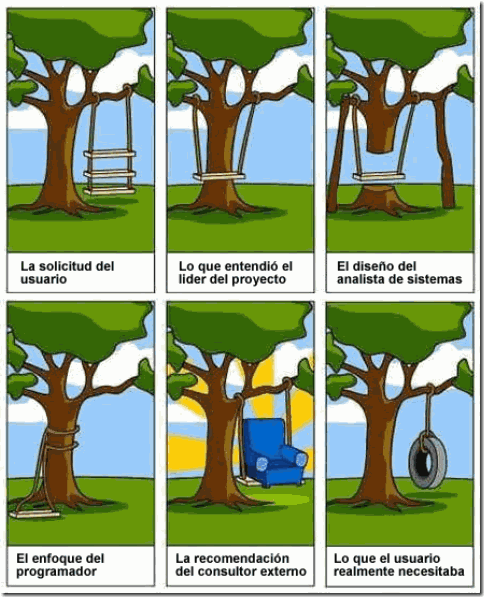 La solicitud del
usuario
Lo que entendió el
lider del proyecto
El diseño del
analista de sistemas
El enfoque del
programador
La recomendación
del consultor externo
Lo que el usuario
realmente necesitaba